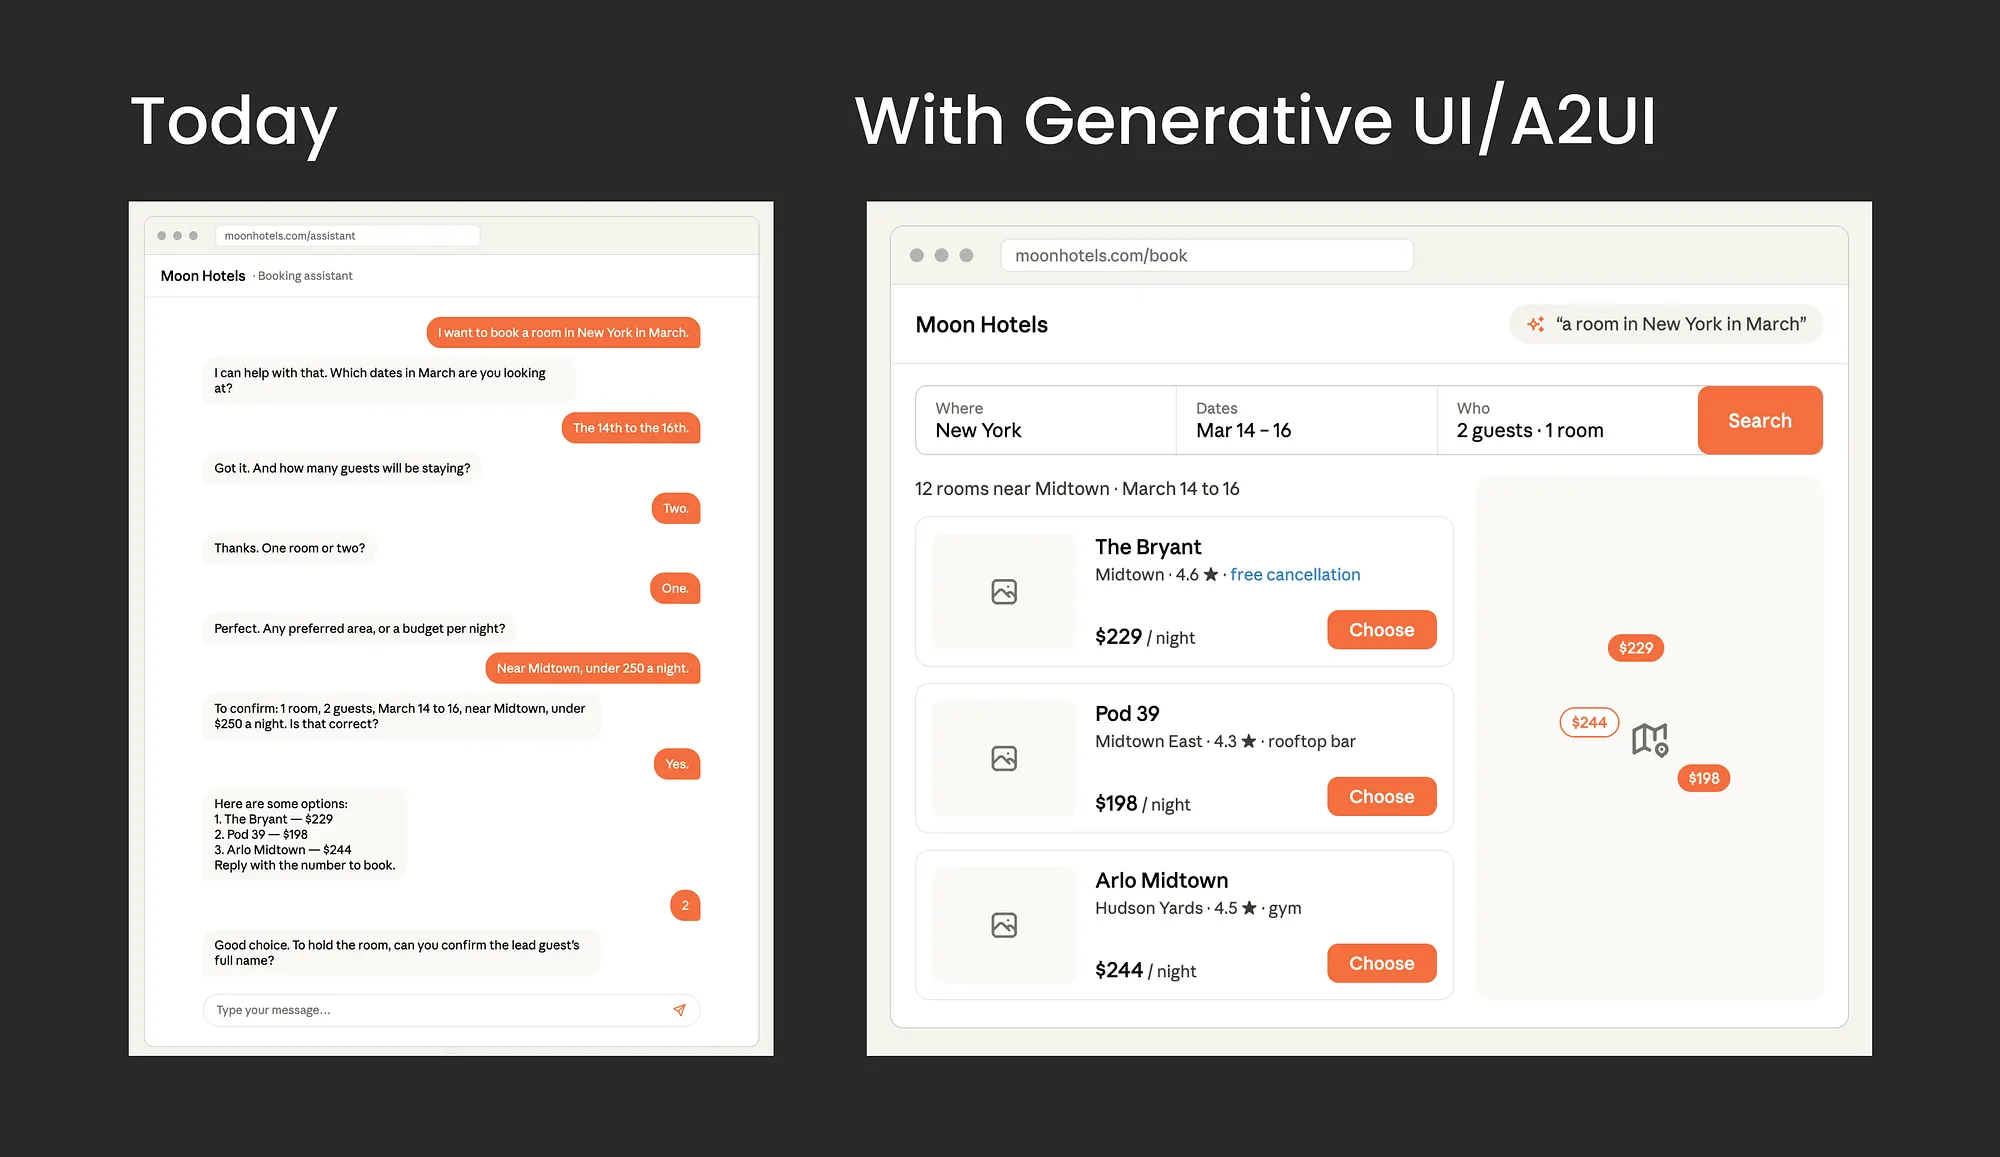 Today
With Generative UI/A2UI
moonhotels.com/assistant
Moon Hotels · Booking assistant
I want to book a room in New York in March.
I can help with that. Which dates in March are you looking
at?
The 14th to the 16th.
Got it. And how many guests will be staying?
Two.
Thanks. One room or two?
One.
Perfect. Any preferred area, or a budget per night?
Near Midtown, under 250 a night.
To confirm: 1 room, 2 guests, March 14 to 16, near Midtown, under
$250 a night. Is that correct?
Yes.
Here are some options:
1. The Bryant — $229
2. Pod 39 — $198
3. Arlo Midtown — $244
Reply with the number to book.
2
Good choice. To hold the room, can you confirm the lead guest's
full name?
Type your message...
moonhotels.com/book
Moon Hotels
“a room in New York in March”
Where
New York
Dates
Mar 14 – 16
Who
2 guests · 1 room
Search
12 rooms near Midtown · March 14 to 16
The Bryant
Midtown · 4.6 ★ · free cancellation
$229 / night
Choose
Pod 39
Midtown East · 4.3 ★ · rooftop bar
$198 / night
Choose
Arlo Midtown
Hudson Yards · 4.5 ★ · gym
$244 / night
Choose
$229
$244
$198